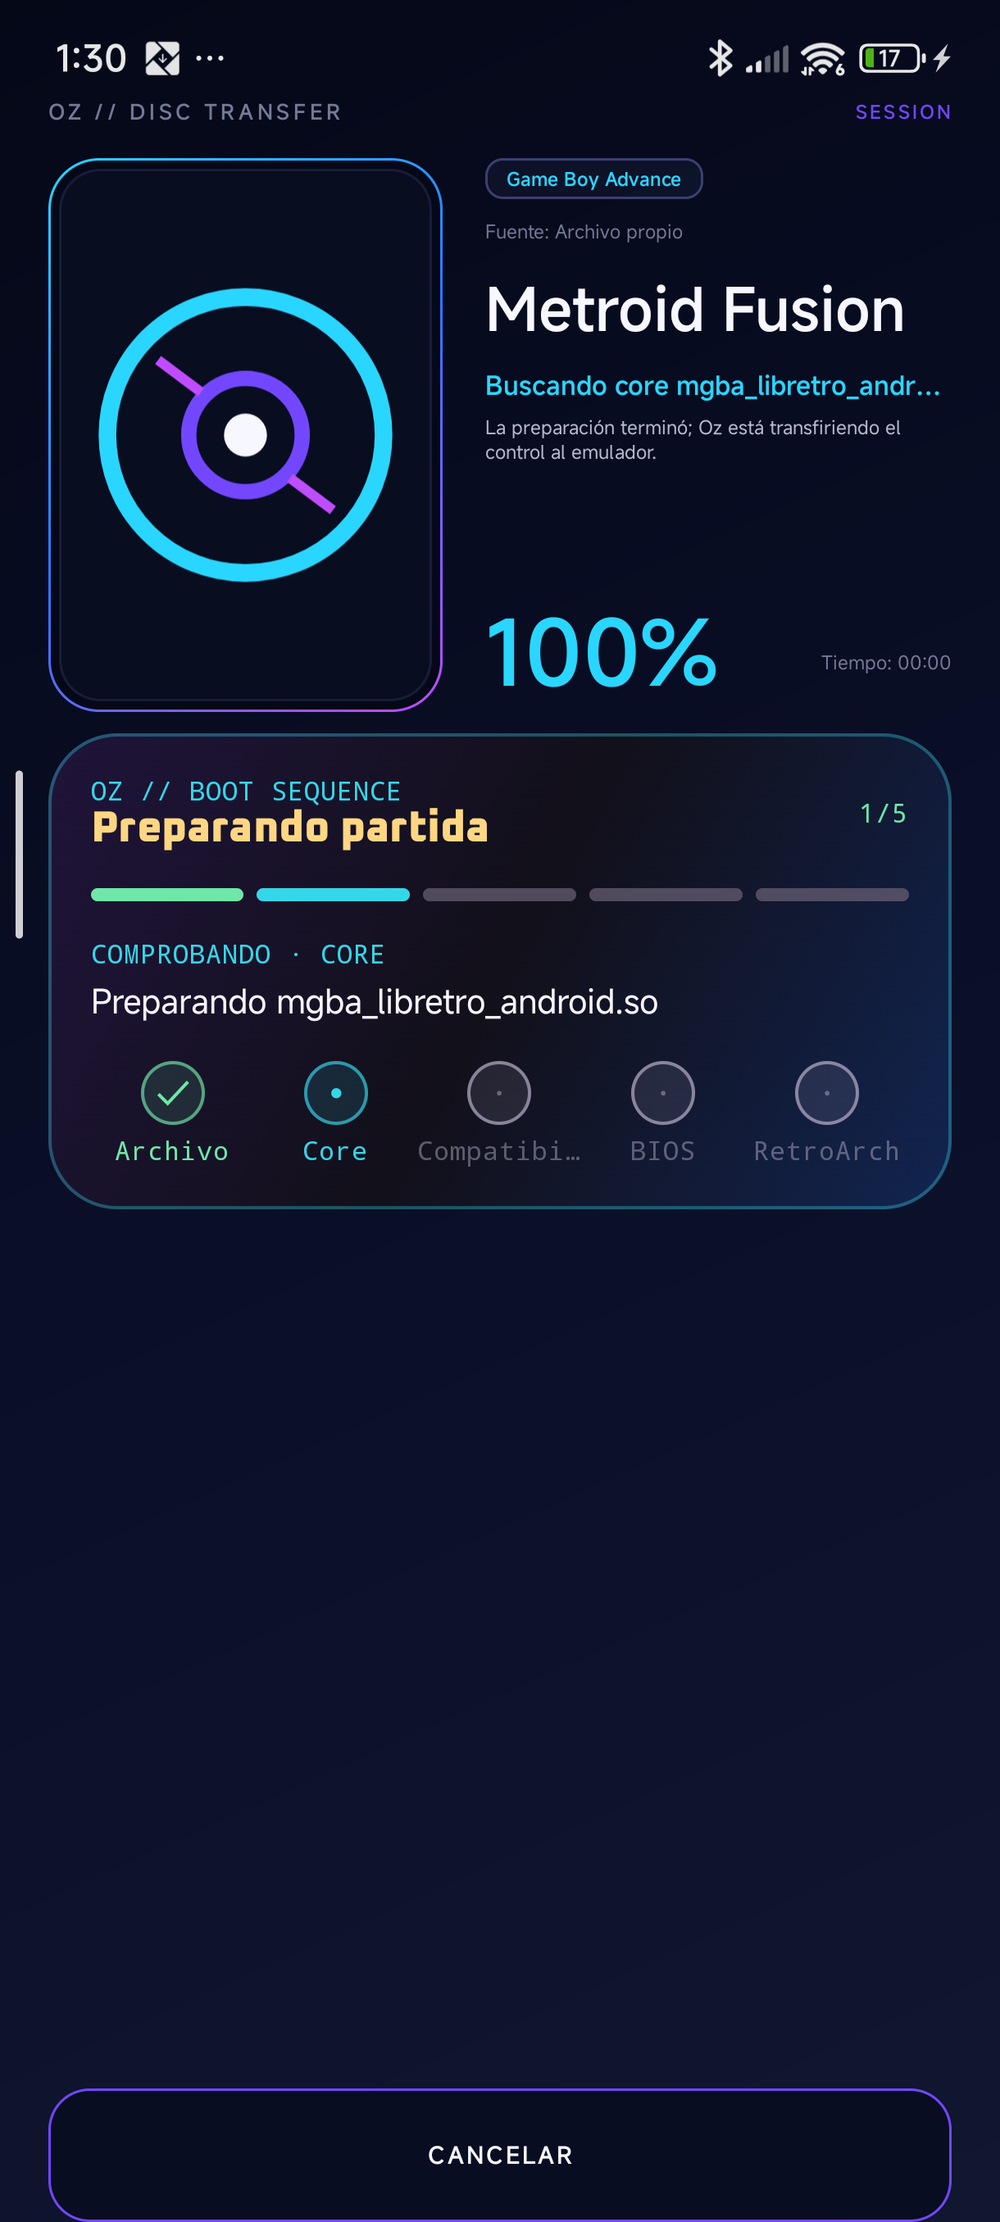 1:30 ... 17
OZ // DISC TRANSFER
SESSION
Game Boy Advance
Fuente: Archivo propio
Metroid Fusion
Buscando core mgba_libretro_andr...
La preparación terminó; Oz está transfiriendo el
control al emulador.
100%
Tiempo: 00:00
OZ // BOOT SEQUENCE
Preparando partida
1/5
COMPROBANDO · CORE
Preparando mgba_libretro_android.so
Archivo
Core
Compatibi...
BIOS
RetroArch
CANCELAR